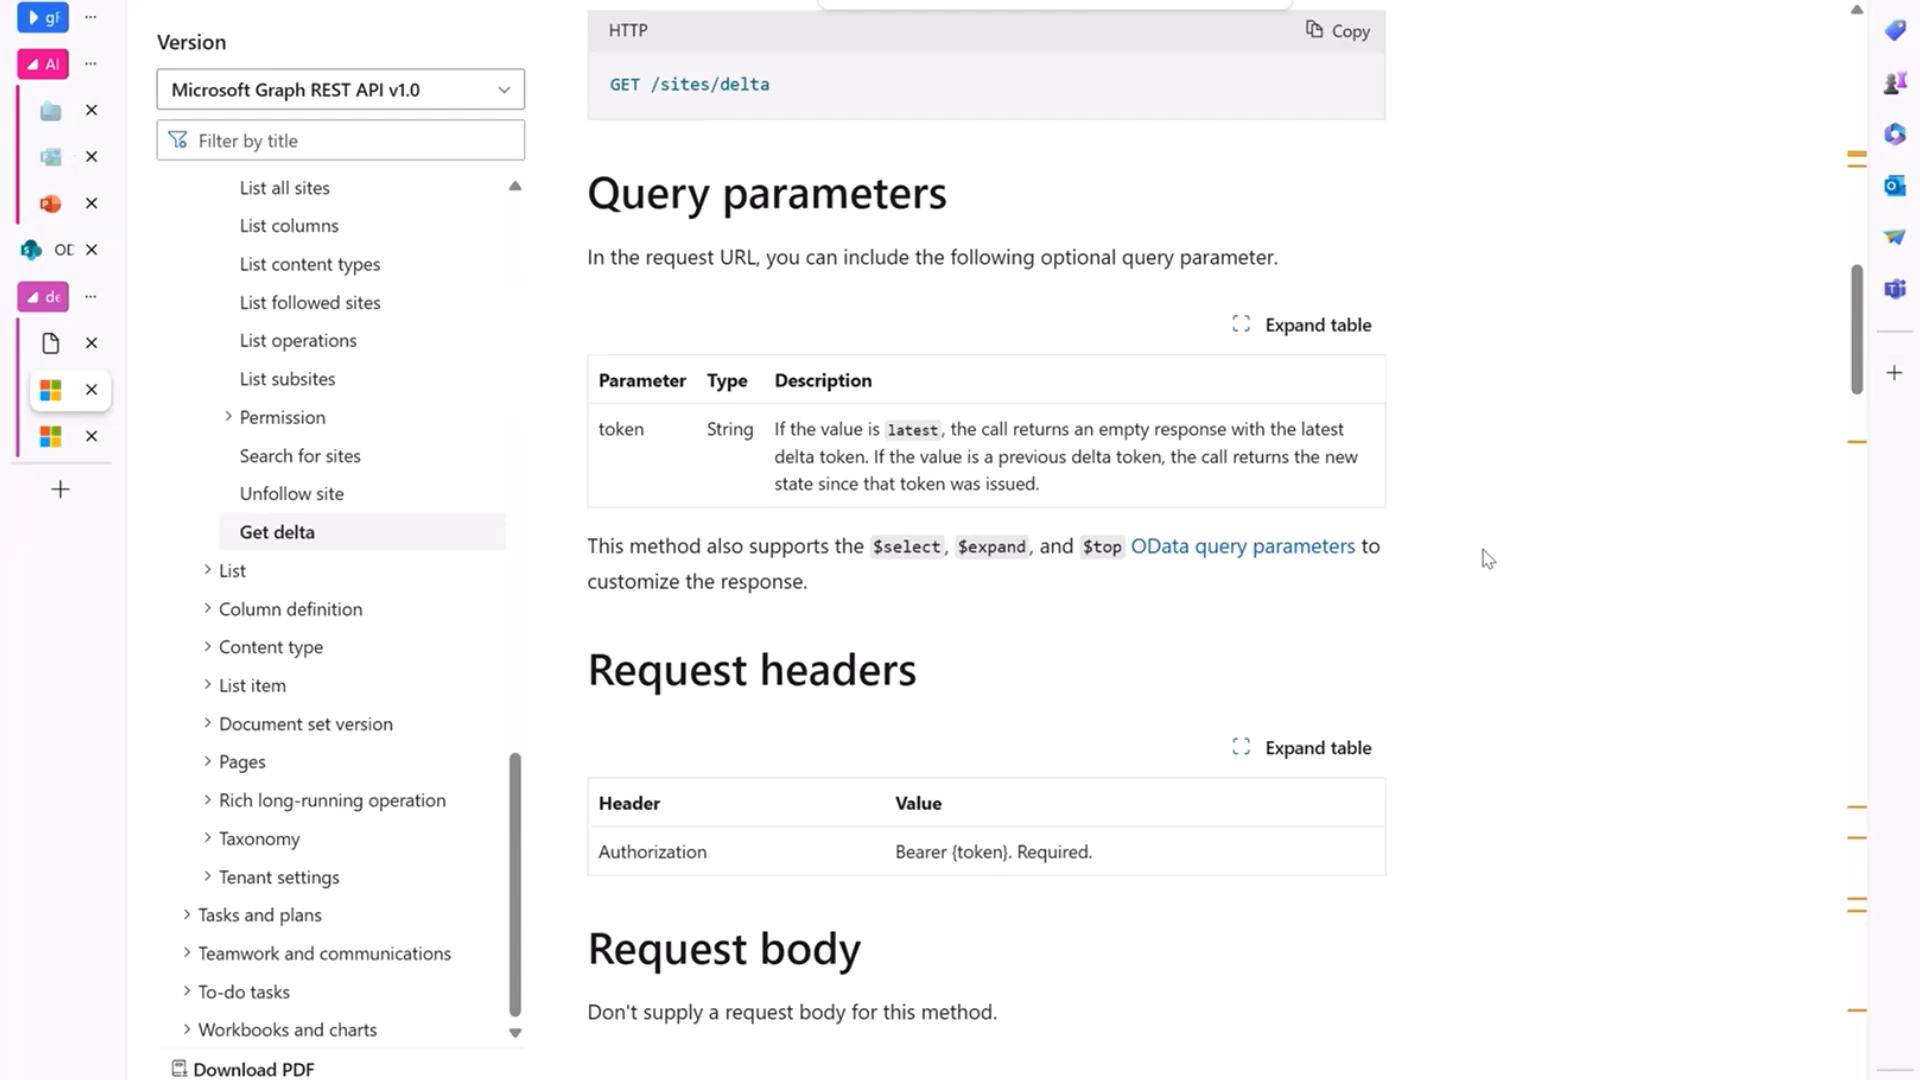 gF
AI
OD
de
Version
Microsoft Graph REST API v1.0
Filter by title
List all sites
List columns
List content types
List followed sites
List operations
List subsites
Permission
Search for sites
Unfollow site
Get delta
List
Column definition
Content type
List item
Document set version
Pages
Rich long-running operation
Taxonomy
Tenant settings
Tasks and plans
Teamwork and communications
To-do tasks
Workbooks and charts
Download PDF
HTTP
Copy
GET /sites/delta
Query parameters
In the request URL, you can include the following optional query parameter.
Expand table
Parameter Type Description
token String If the value is latest, the call returns an empty response with the latest
delta token. If the value is a previous delta token, the call returns the new
state since that token was issued.
This method also supports the $select, $expand, and $top OData query parameters to
customize the response.
Request headers
Expand table
Header Value
Authorization Bearer {token}. Required.
Request body
Don't supply a request body for this method.